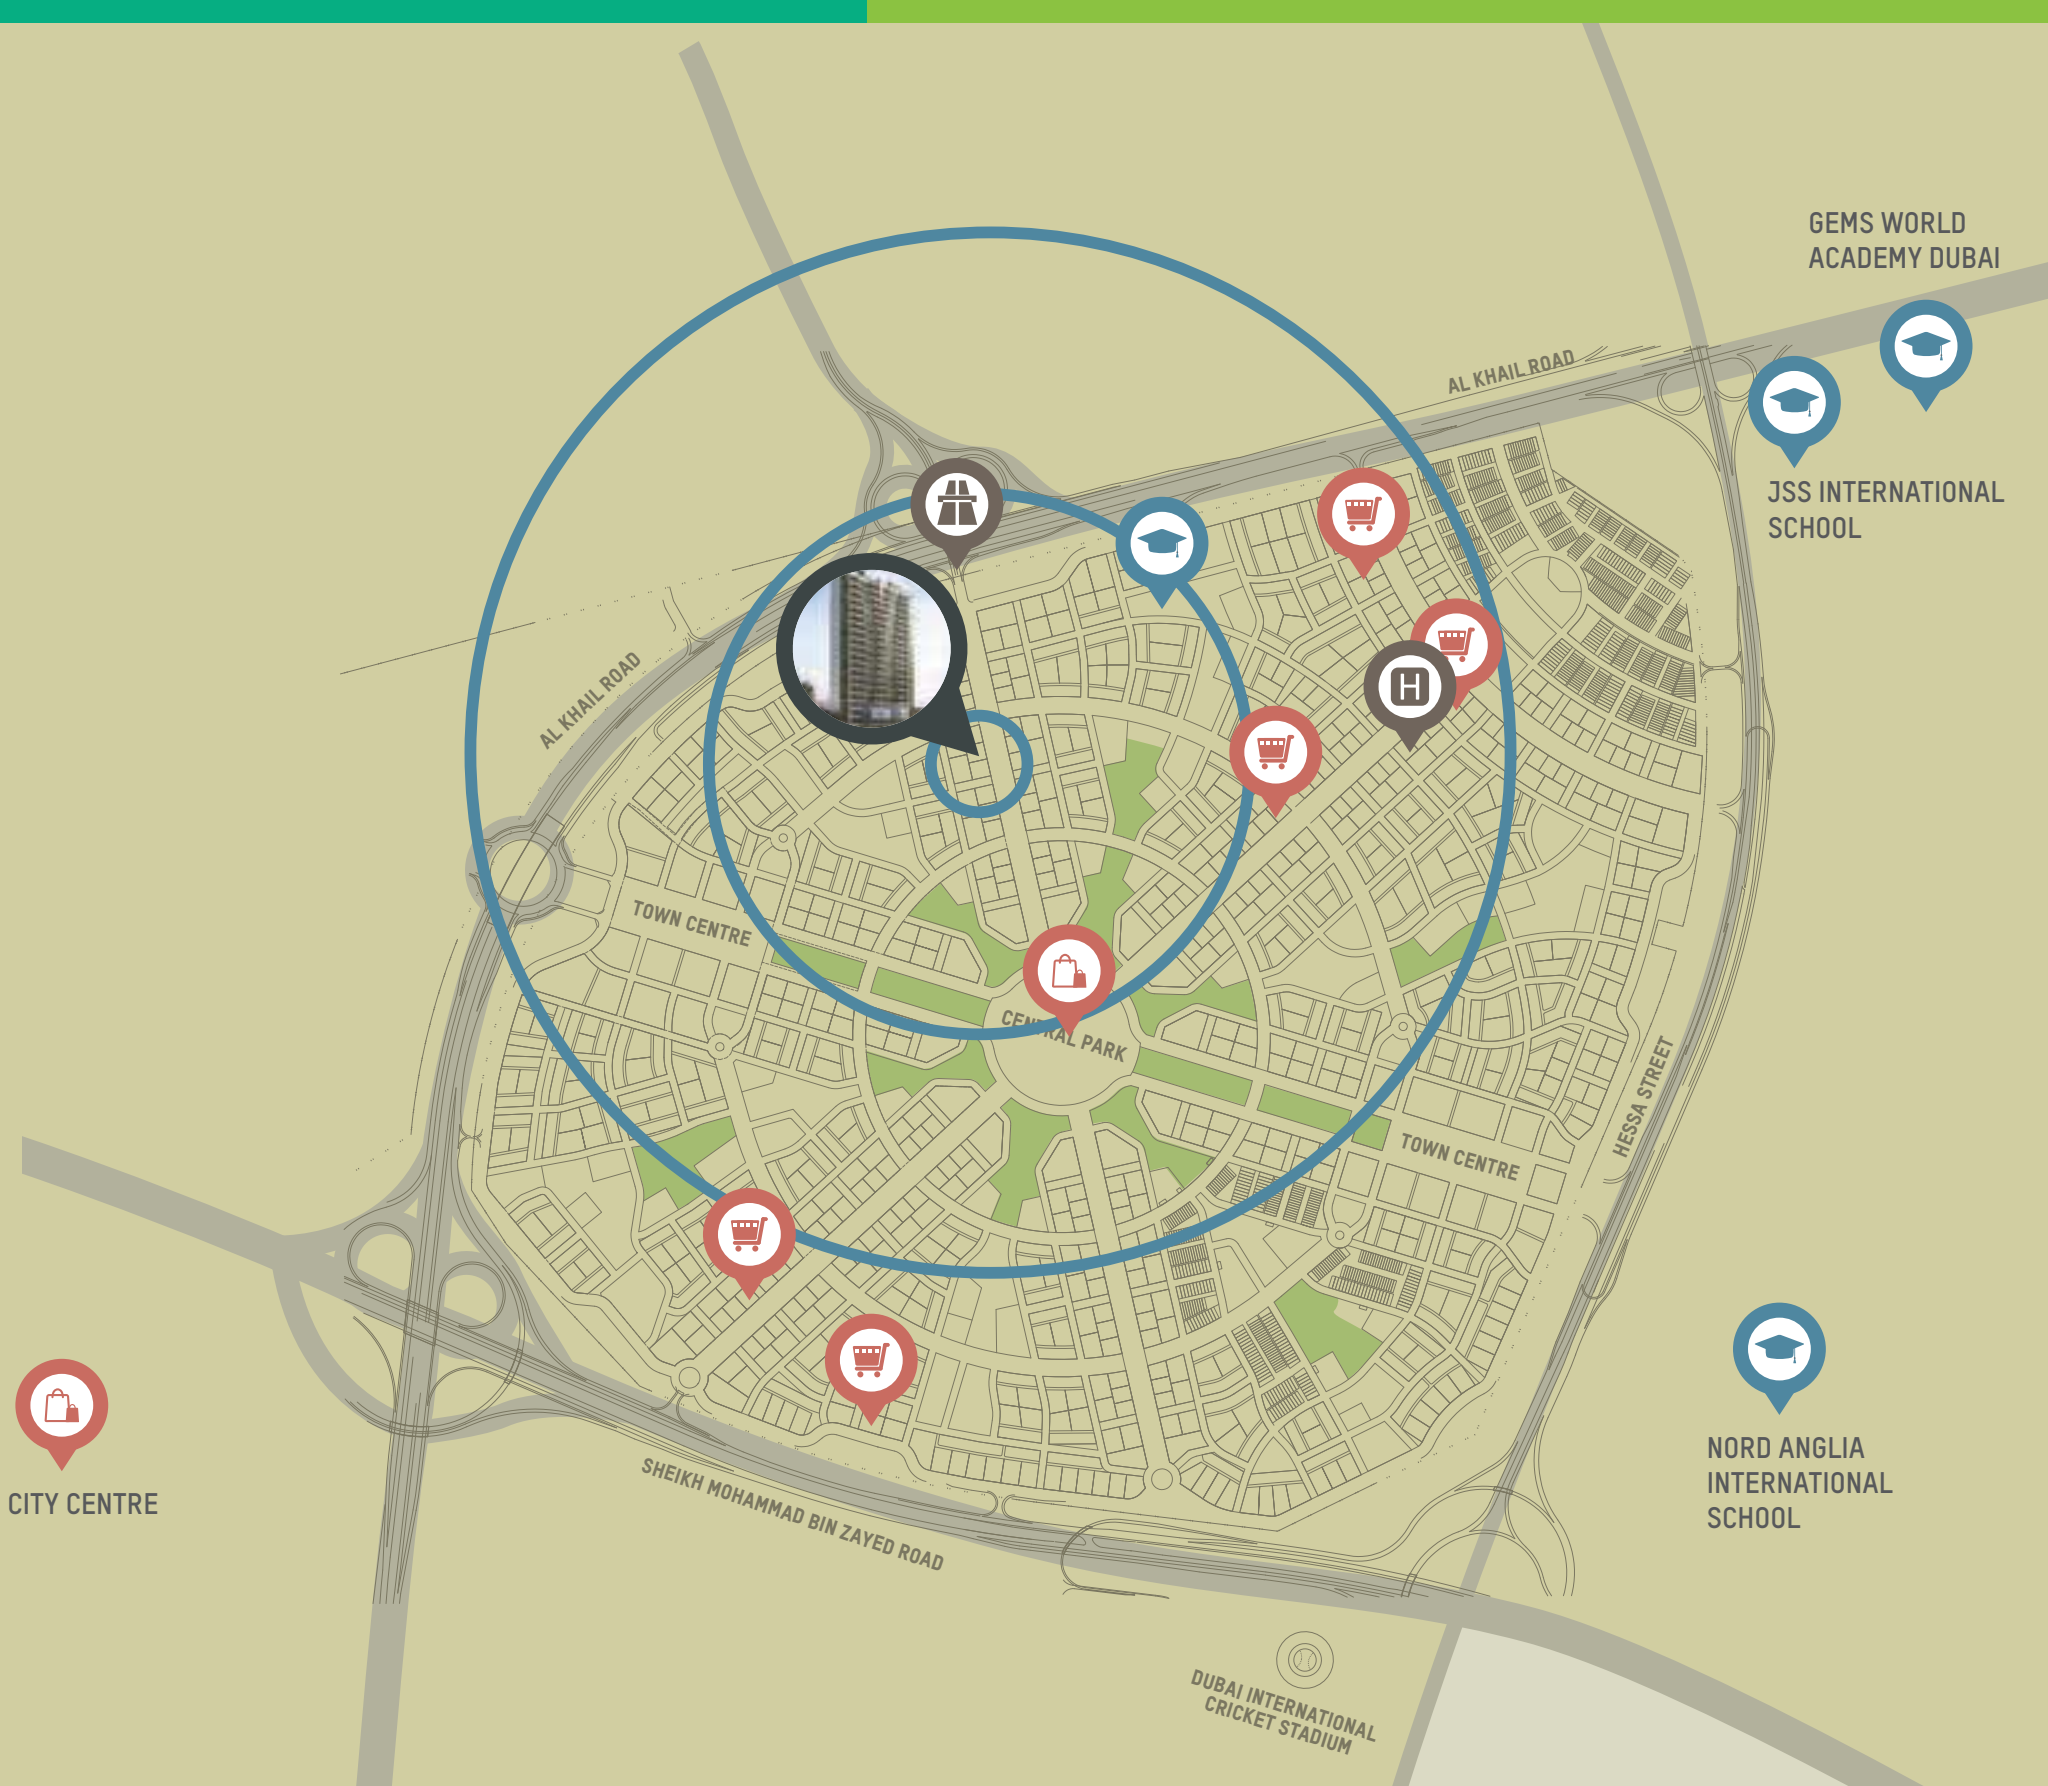 GEMS WORLD
ACADEMY DUBAI
AL KHAIL ROAD
JSS INTERNATIONAL
SCHOOL
H
AL KHAIL ROAD
TOWN CENTRE
CENTRAL PARK
HESSA STREET
TOWN CENTRE
NORD ANGLIA
INTERNATIONAL
SCHOOL
CITY CENTRE
SHEIKH MOHAMMAD BIN ZAYED ROAD
DUBAI INTERNATIONAL
CRICKET STADIUM